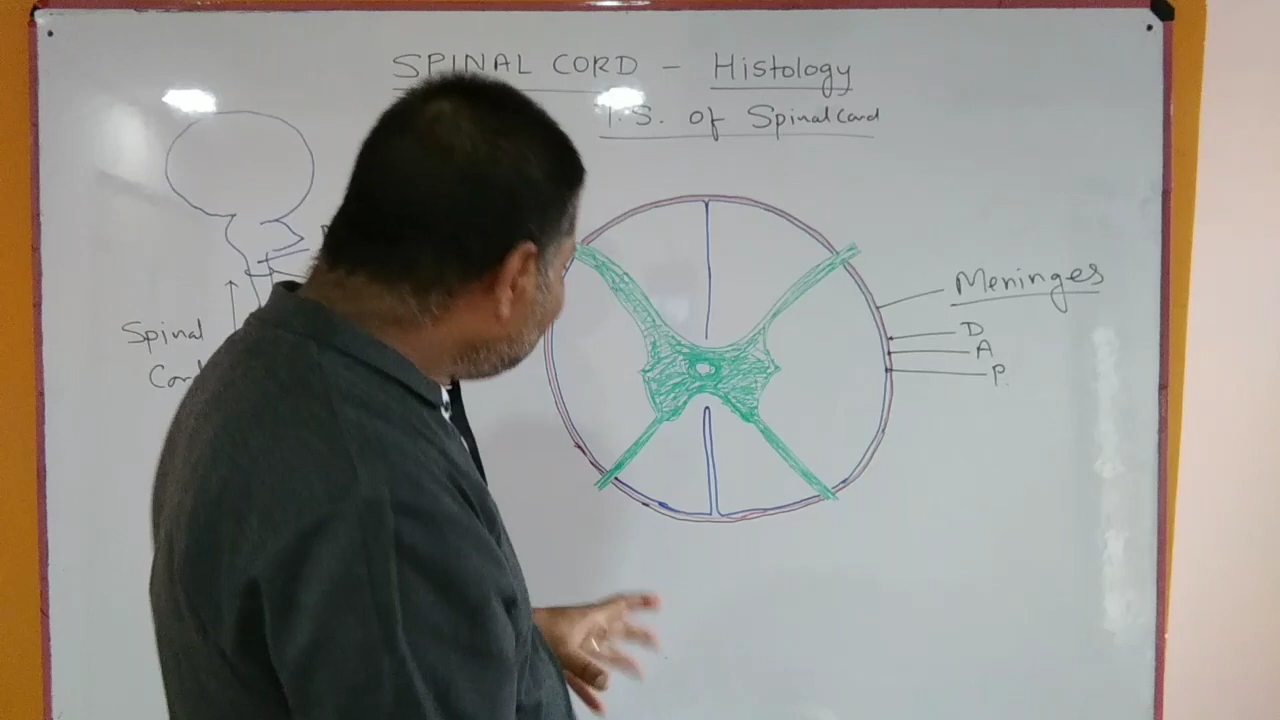 SPINAL CORD - Histology
T.S. of Spinal Cord
Meninges
D
A
P.
Spinal